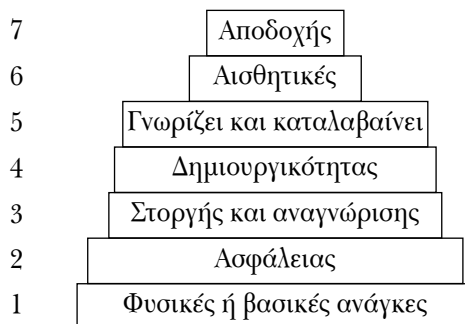 7 Αποδοχής
6 Αισθητικές
5 Γνωρίζει και καταλαβαίνει
4 Δημιουργικότητας
3 Στοργής και αναγνώρισης
2 Ασφάλειας
1 Φυσικές ή βασικές ανάγκες